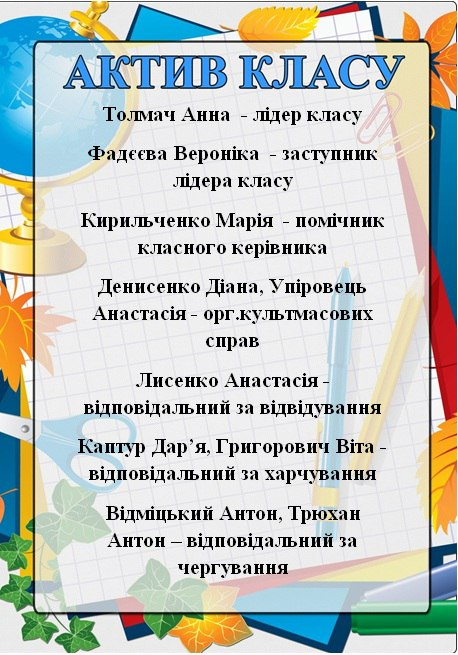 АКТИВ КЛАСУ
Толмач Анна - лідер класу
Фадєєва Вероніка - заступник
лідера класу
Кирильченко Марія - помічник
класного керівника
Денисенко Діана, Упіровець
Анастасія - орг.культмасових
справ
Лисенко Анастасія -
відповідальний за відвідування
Каптур Дар’я, Григорович Віта -
відповідальний за харчування
Відміцький Антон, Трюхан
Антон – відповідальний за
чергування